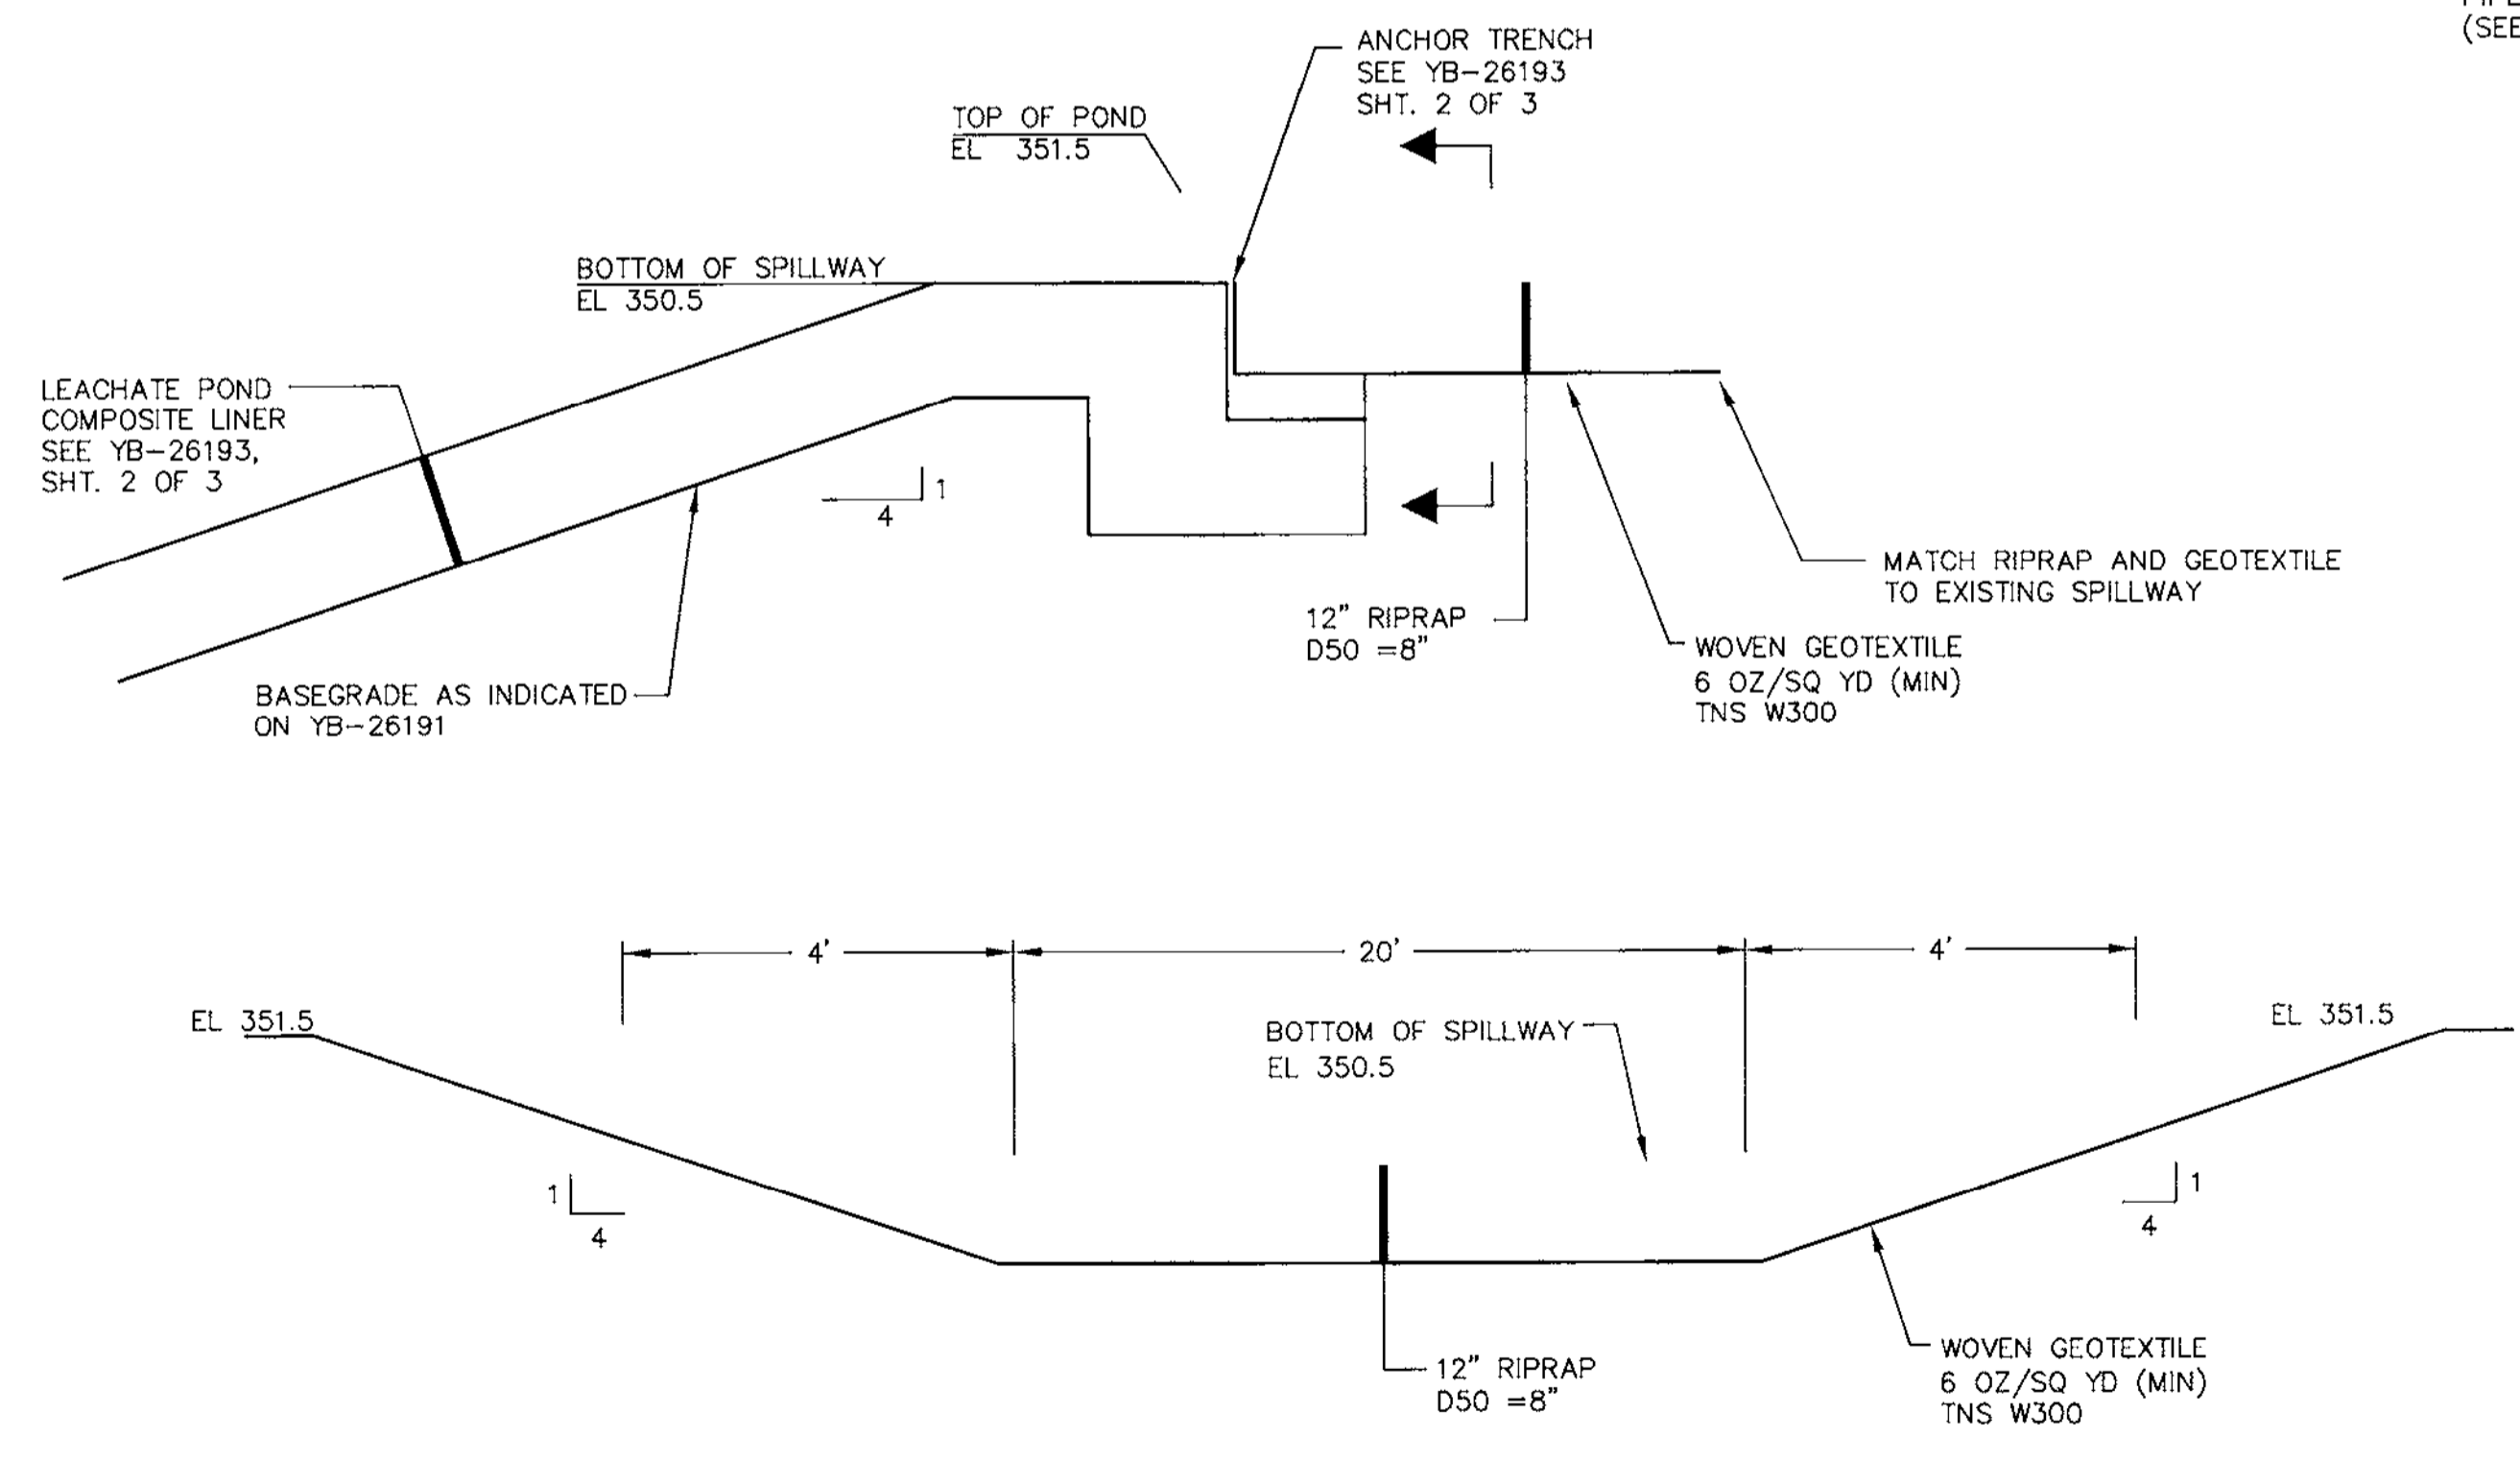 (SEE
ANCHOR TRENCH
SEE YB-26193
SHT. 2 OF 3
TOP OF POND
EL 351.5
BOTTOM OF SPILLWAY
EL 350.5
LEACHATE POND
COMPOSITE LINER
SEE YB-26193,
SHT. 2 OF 3
1
4
MATCH RIPRAP AND GEOTEXTILE
TO EXISTING SPILLWAY
12" RIPRAP
D50 =8"
WOVEN GEOTEXTILE
6 OZ/SQ YD (MIN)
TNS W300
BASEGRADE AS INDICATED
ON YB-26191
4'
20'
4'
EL 351.5
BOTTOM OF SPILLWAY
EL 350.5
EL 351.5
1
4
1
4
12" RIPRAP
D50 =8"
WOVEN GEOTEXTILE
6 OZ/SQ YD (MIN)
TNS W300